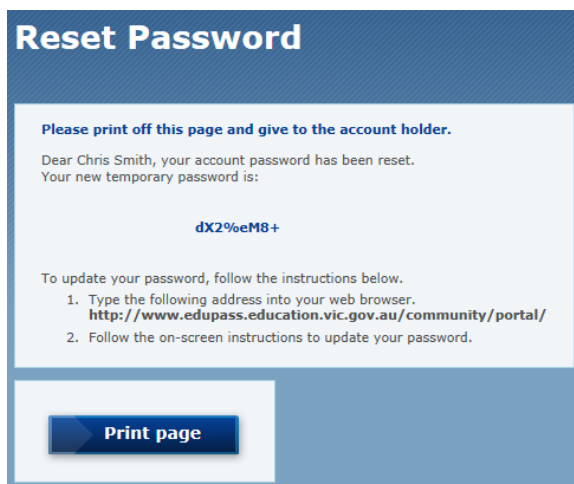 Reset Password
Please print off this page and give to the account holder.
Dear Chris Smith, your account password has been reset.
Your new temporary password is:
dX2%eM8+
To update your password, follow the instructions below.
1. Type the following address into your web browser.
http://www.edupass.education.vic.gov.au/community/portal/
2. Follow the on-screen instructions to update your password.
Print page